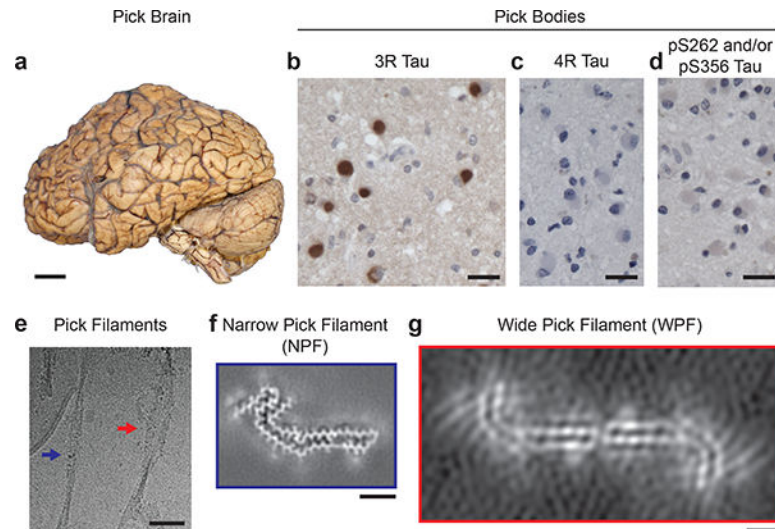 Pick Brain
Pick Bodies
a
b
3R Tau
c
4R Tau
d
pS262 and/or
pS356 Tau
e
Pick Filaments
f
Narrow Pick Filament
(NPF)
g
Wide Pick Filament (WPF)